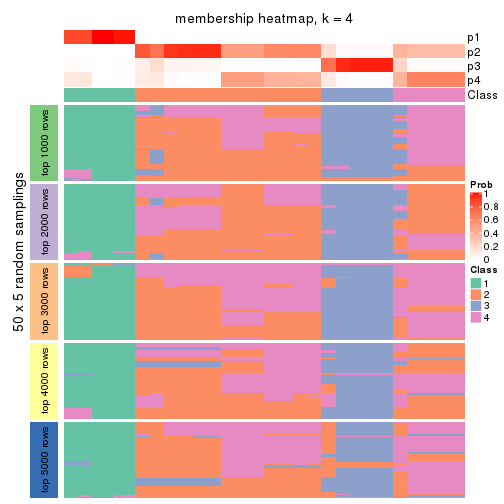 membership heatmap, k = 4
p1
p2
p3
p4
Class
50 x 5 random samplings
top 1000 rows
top 2000 rows
top 3000 rows
top 4000 rows
top 5000 rows
Prob
1
0.8
0.6
0.4
0.2
0
Class
1
2
3
4